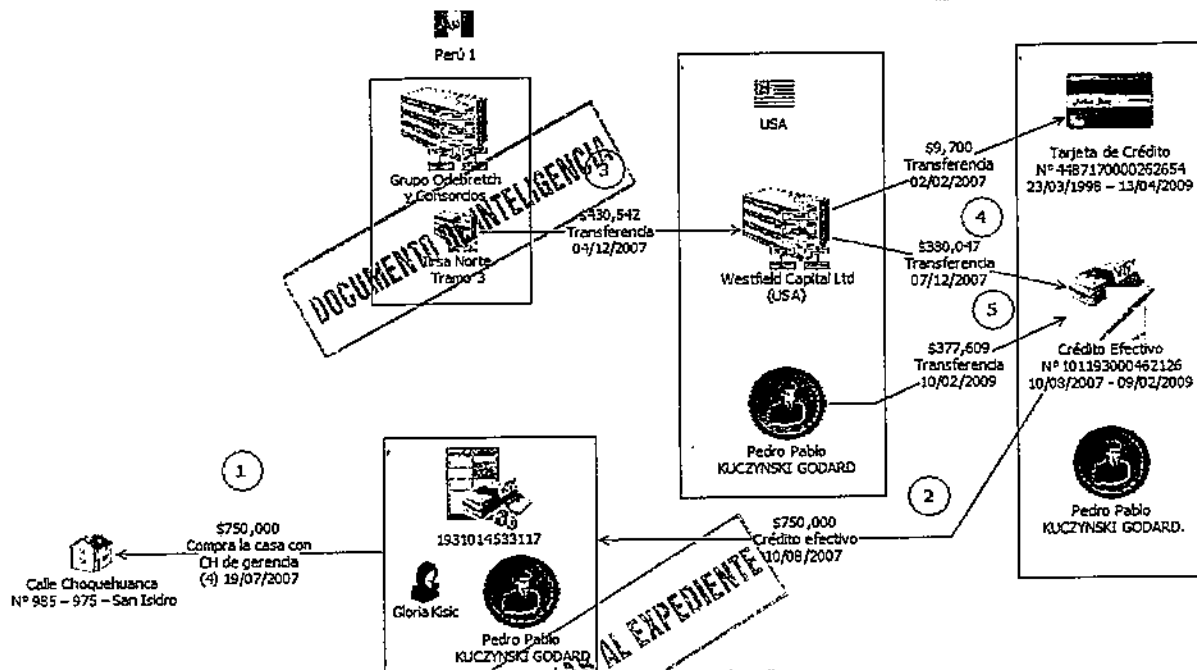 Perú 1
Grupo Odebretch
y Consorcios
Tramo 3
DOCUMENTO DE INTELIGENCIA
3
$430,542
Transferencia
04/12/2007
USA
Westfield Capital Ltd
(USA)
Pedro Pablo
KUCZYNSKI GODARD
$9,700
Transferencia
02/02/2007
4
$380,047
Transferencia
07/12/2007
5
$377,609
Transferencia
10/02/2009
Tarjeta de Crédito
Nº 4487170000262654
23/03/1998 – 13/04/2009
Crédito Efectivo
Nº 101193000462126
10/08/2007 - 09/02/2009
Pedro Pablo
KUCZYNSKI GODARD.
2
$750,000
Crédito efectivo
10/08/2007
1931014533117
Gloria Kisic
Pedro Pablo
KUCZYNSKI GODARD
AL EXPEDIENTE
1
$750,000
Compra la casa con
CH de gerencia
(4) 19/07/2007
Calle Choquehuanca
Nº 985 – 975 – San Isidro